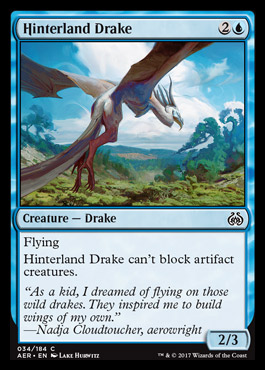 Hinterland Drake 2
Creature — Drake
Flying
Hinterland Drake can't block artifact
creatures.
"As a kid, I dreamed of flying on those
wild drakes. They inspired me to build
wings of my own."
—Nadja Cloudtoucher, aerowright
2/3
034/184 C
AER • EN Lake Hurwitz
™ & © 2017 Wizards of the Coast